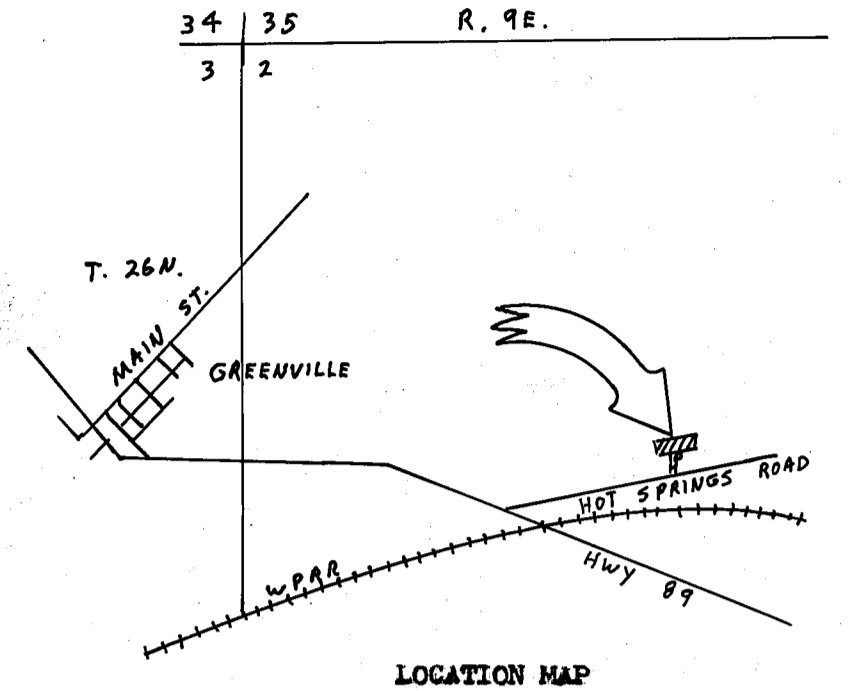 34 35 R. 9E.
3 2
T. 26N.
MAIN ST.
GREENVILLE
HOT SPRINGS ROAD
WPRR
HWY 89
LOCATION MAP